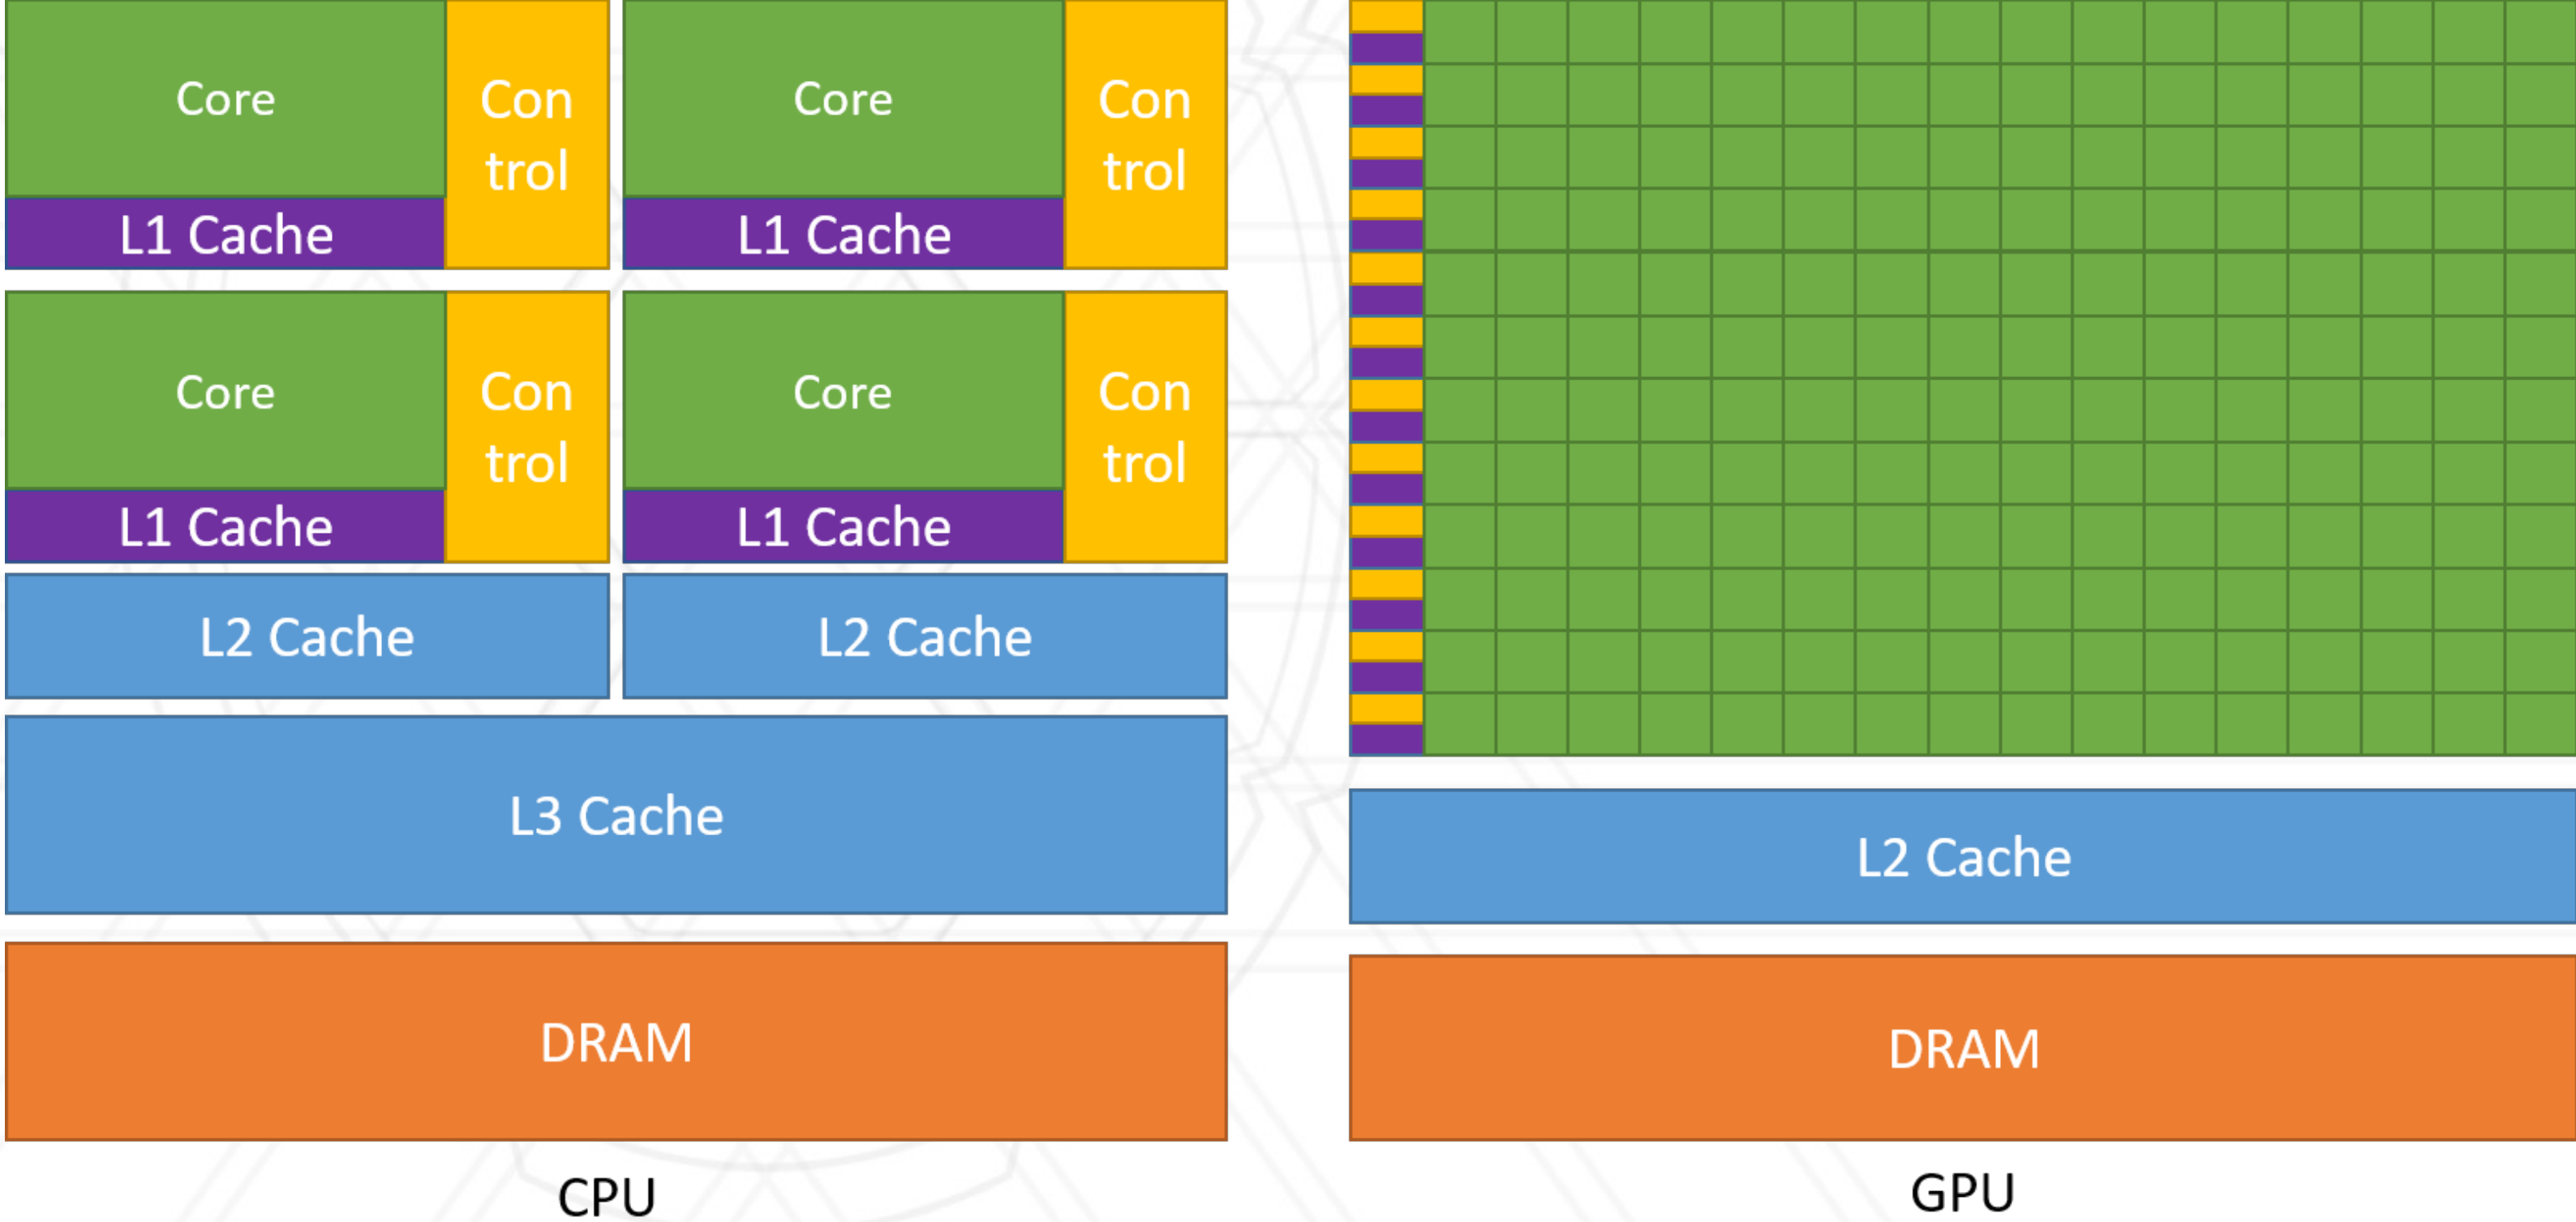 Core
Con
trol
L1 Cache
Core
Con
trol
L1 Cache
Core
Con
trol
L1 Cache
Core
Con
trol
L1 Cache
L2 Cache
L2 Cache
L3 Cache
DRAM
CPU
L2 Cache
DRAM
GPU